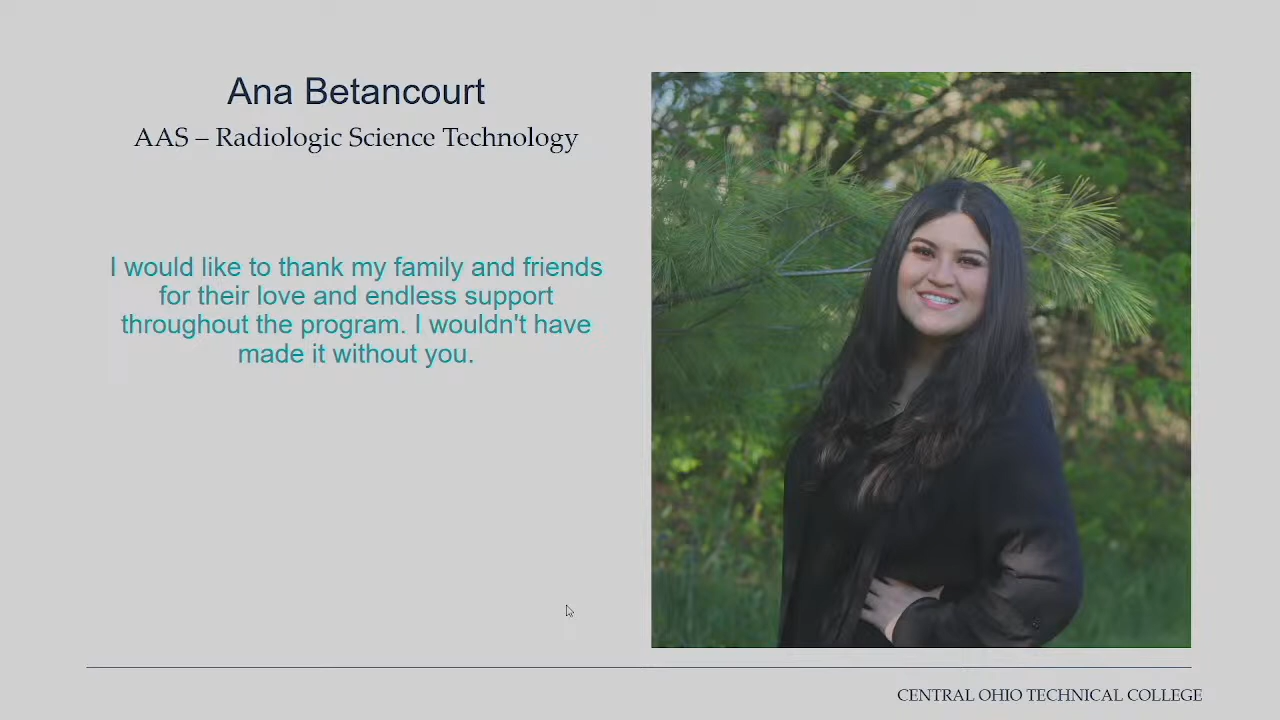 Ana Betancourt
AAS – Radiologic Science Technology
I would like to thank my family and friends
for their love and endless support
throughout the program. I wouldn't have
made it without you.
CENTRAL OHIO TECHNICAL COLLEGE